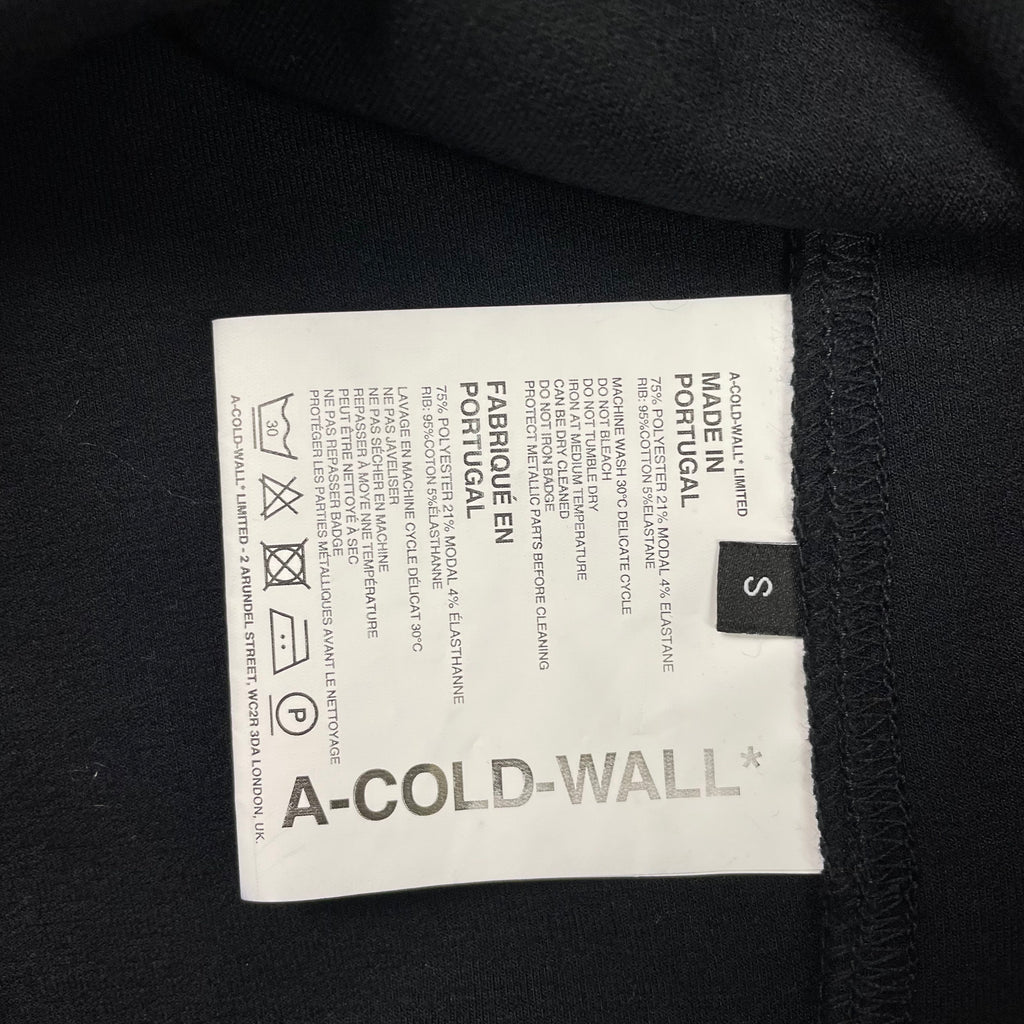 A-COLD-WALL* LIMITED
MADE IN
PORTUGAL
75% POLYESTER 21% MODAL 4% ELASTANE
RIB: 95%COTTON 5%ELASTANE
MACHINE WASH 30°C DELICATE CYCLE
DO NOT BLEACH
DO NOT TUMBLE DRY
IRON AT MEDIUM TEMPERATURE
CAN BE DRY CLEANED
DO NOT IRON BADGE
PROTECT METALLIC PARTS BEFORE CLEANING
FABRIQUÉ EN
PORTUGAL
75% POLYESTER 21% MODAL 4% ÉLASTHANNE
RIB: 95%COTON 5%ÉLASTHANNE
LAVAGE EN MACHINE CYCLE DÉLICAT 30°C
NE PAS JAVELISER
NE PAS SÉCHER EN MACHINE
REPASSER À MOYE NNE TEMPÉRATURE
PEUT ÊTRE NETTOYÉ À SEC
NE PAS REPASSER BADGE
PROTÉGER LES PARTIES MÉTALLIQUES AVANT LE NETTOYAGE
30
P
A-COLD-WALL* LIMITED - 2 ARUNDEL STREET, WC2R 3DA LONDON, UK.
A-COLD-WALL*
S